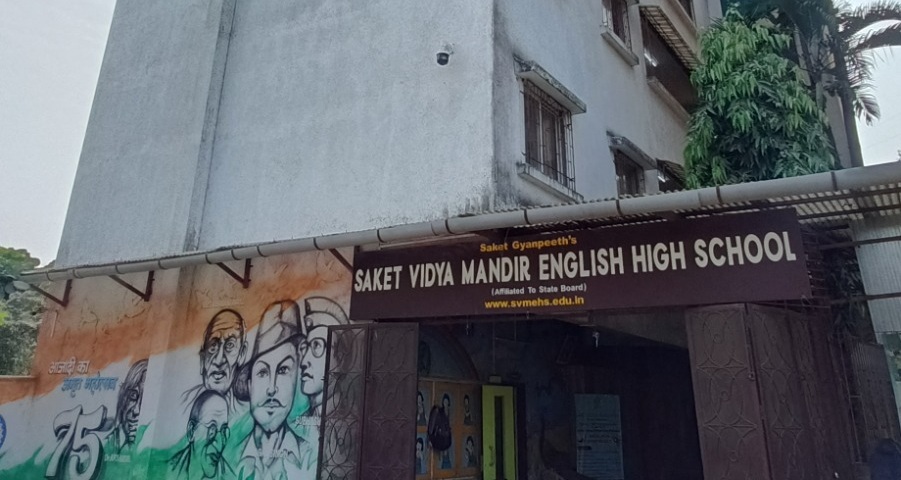 Saket Gyanpeeth's
SAKET VIDYA MANDIR ENGLISH HIGH SCHOOL
(Affiliated To State Board)
www.svmehs.edu.in
आज़ादी का
अमृत महोत्सव
75